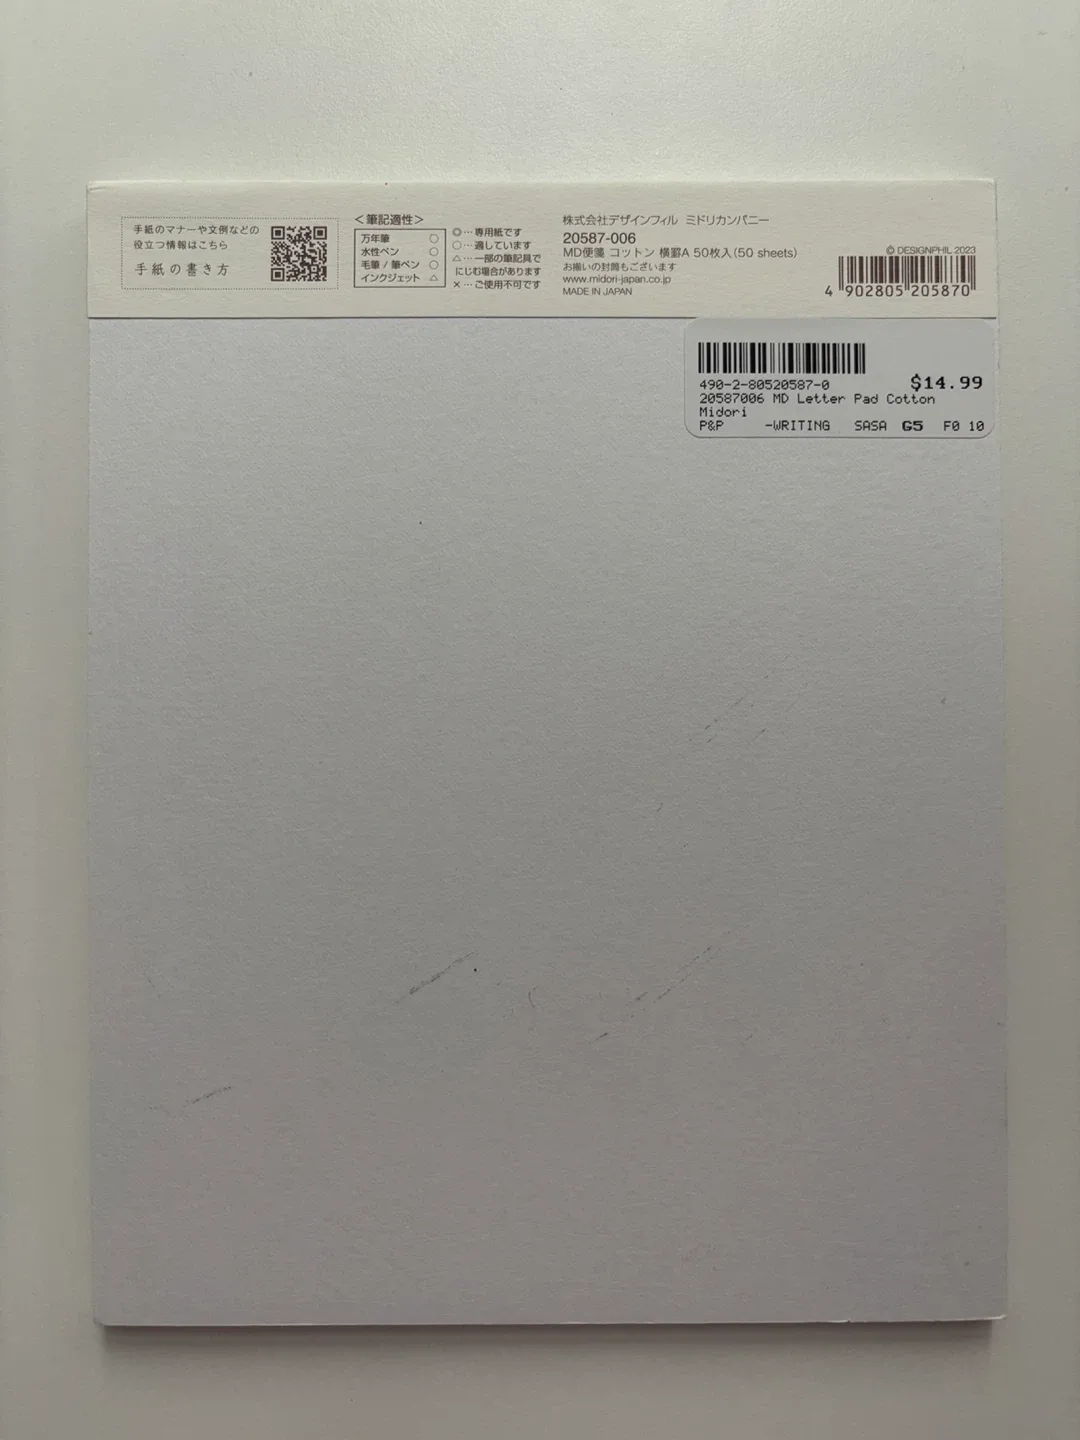 手紙のマナーや文例などの
役立つ情報はこちら
手紙の書き方
＜筆記適性＞
万年筆 ○
水性ペン ○
毛筆 / 筆ペン ○
インクジェット △
◎… 専用紙です
○… 適しています
△… 一部の筆記具で
にじむ場合があります
×… ご使用不可です
株式会社デザインフィル ミドリカンパニー
20587-006
MD便箋 コットン 横罫A 50枚入(50 sheets)
お揃いの封筒もございます
www.midori-japan.co.jp
MADE IN JAPAN
© DESIGNPHIL 2023
4 902805 205870
490-2-80520587-0 $14.99
20587006 MD Letter Pad Cotton
Midori
P&P -WRITING SASA G5 F0 10